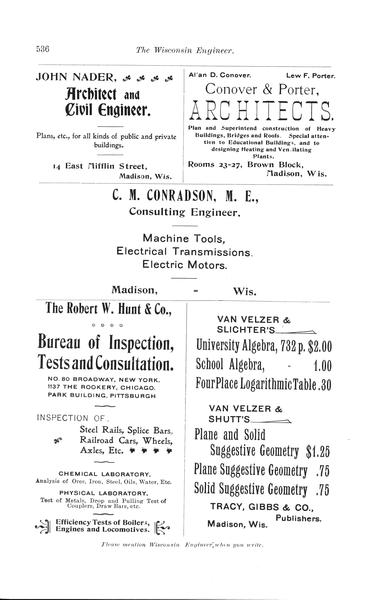 536
The Wisconsin Engineer.
JOHN NADER,
Architect and
Civil Engineer.
Plans, etc., for all kinds of public and private
buildings.
14 East Mifflin Street,
Madison, Wis.
Al'an D. Conover. Lew F. Porter.
Conover & Porter,
ARCHITECTS.
Plan and Superintend construction of Heavy
Buildings, Bridges and Roofs. Special atten-
tion to Educational Buildings, and to
designing Heating and Ventilating
Plants.
Rooms 23-27, Brown Block,
Madison, Wis.
C. M. CONRADSON, M. E.,
Consulting Engineer.
Machine Tools,
Electrical Transmissions.
Electric Motors.
Madison, - Wis.
The Robert W. Hunt & Co.,
Bureau of Inspection,
Tests and Consultation.
NO. 80 BROADWAY, NEW YORK.
1137 THE ROOKERY, CHICAGO.
PARK BUILDING, PITTSBURGH
INSPECTION OF:
Steel Rails, Splice Bars,
Railroad Cars, Wheels,
Axles, Etc.
CHEMICAL LABORATORY.
Analysis of Ores, Iron, Steel, Oils, Water, Etc.
PHYSICAL LABORATORY.
Test of Metals, Drop and Pulling Test of
Couplers, Draw Bars, etc.
Efficiency Tests of Boilers,
Engines and Locomotives.
VAN VELZER &
SLICHTER'S
University Algebra, 732 p. $2.00
School Algebra, - 1.00
Four Place Logarithmic Table .30
VAN VELZER &
SHUTT'S
Plane and Solid
Suggestive Geometry $1.25
Plane Suggestive Geometry .75
Solid Suggestive Geometry .75
TRACY, GIBBS & CO.,
Publishers.
Madison, Wis.
Please mention Wisconsin Engineer when you write.